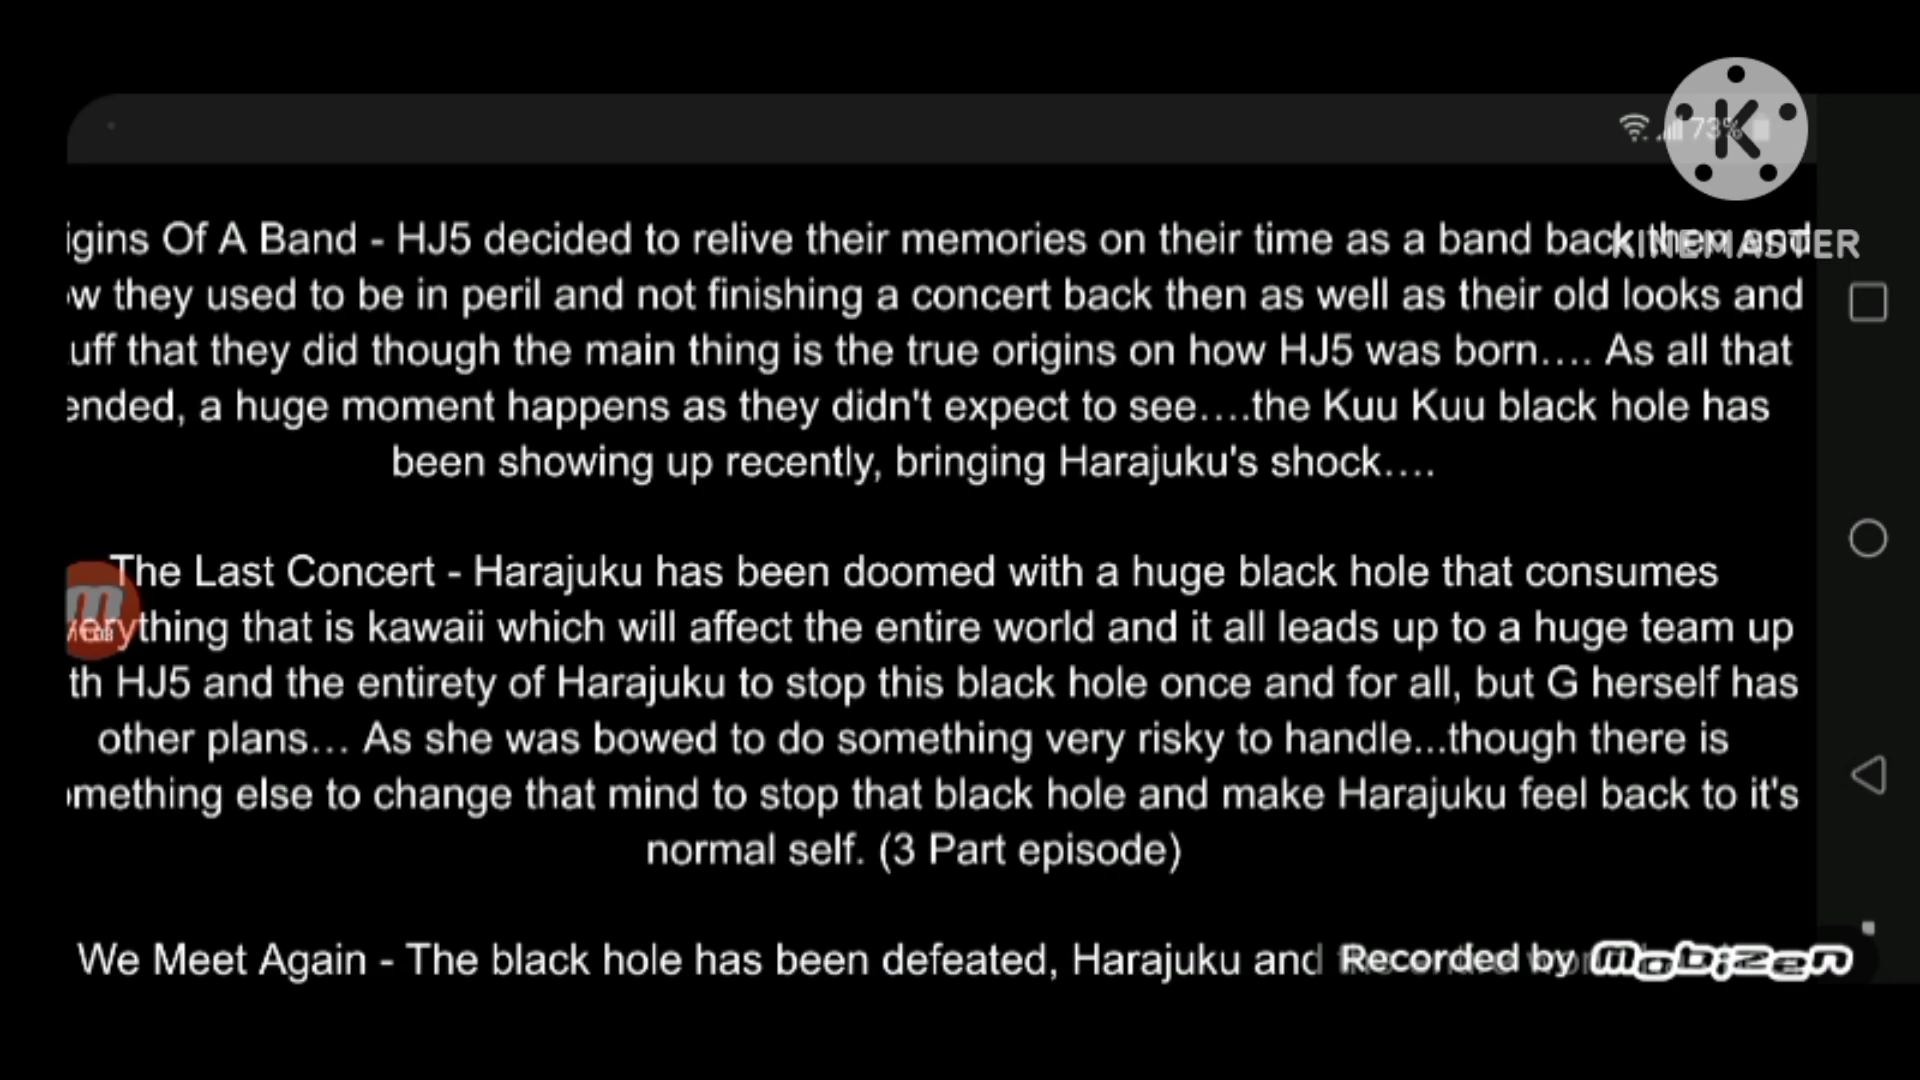 73%
KINEMASTER
igins Of A Band - HJ5 decided to relive their memories on their time as a band back then and
ow they used to be in peril and not finishing a concert back then as well as their old looks and
uff that they did though the main thing is the true origins on how HJ5 was born.... As all that
ended, a huge moment happens as they didn't expect to see....the Kuu Kuu black hole has
been showing up recently, bringing Harajuku's shock....
The Last Concert - Harajuku has been doomed with a huge black hole that consumes
erything that is kawaii which will affect the entire world and it all leads up to a huge team up
th HJ5 and the entirety of Harajuku to stop this black hole once and for all, but G herself has
other plans... As she was bowed to do something very risky to handle...though there is
omething else to change that mind to stop that black hole and make Harajuku feel back to it's
normal self. (3 Part episode)
We Meet Again - The black hole has been defeated, Harajuku and
Recorded by mobizen